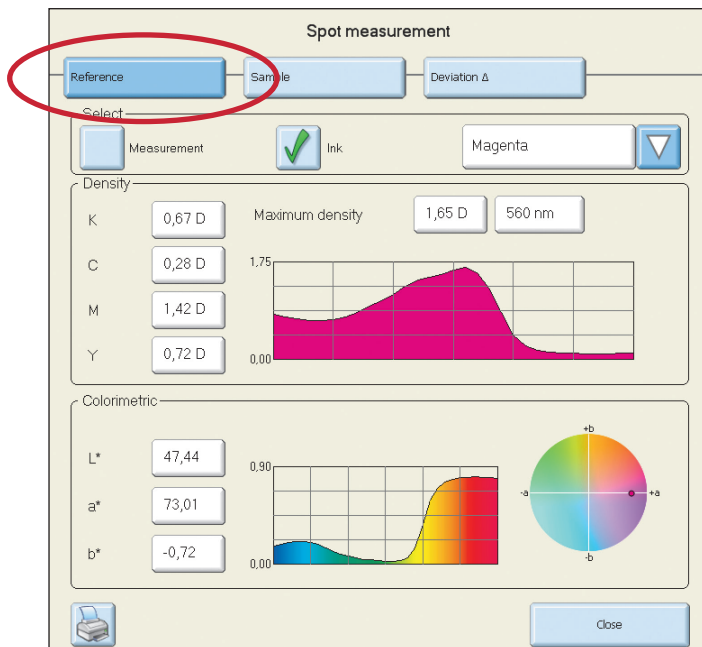 Spot measurement
Reference Sample Deviation Δ
Select
Measurement Ink Magenta
Density
K 0,67 D Maximum density 1,65 D 560 nm
C 0,28 D 1,75
M 1,42 D
Y 0,72 D 0,00
Colorimetric
+b
L* 47,44 0,90
a* 73,01 -a +a
b* -0,72 0,00 -b
Close